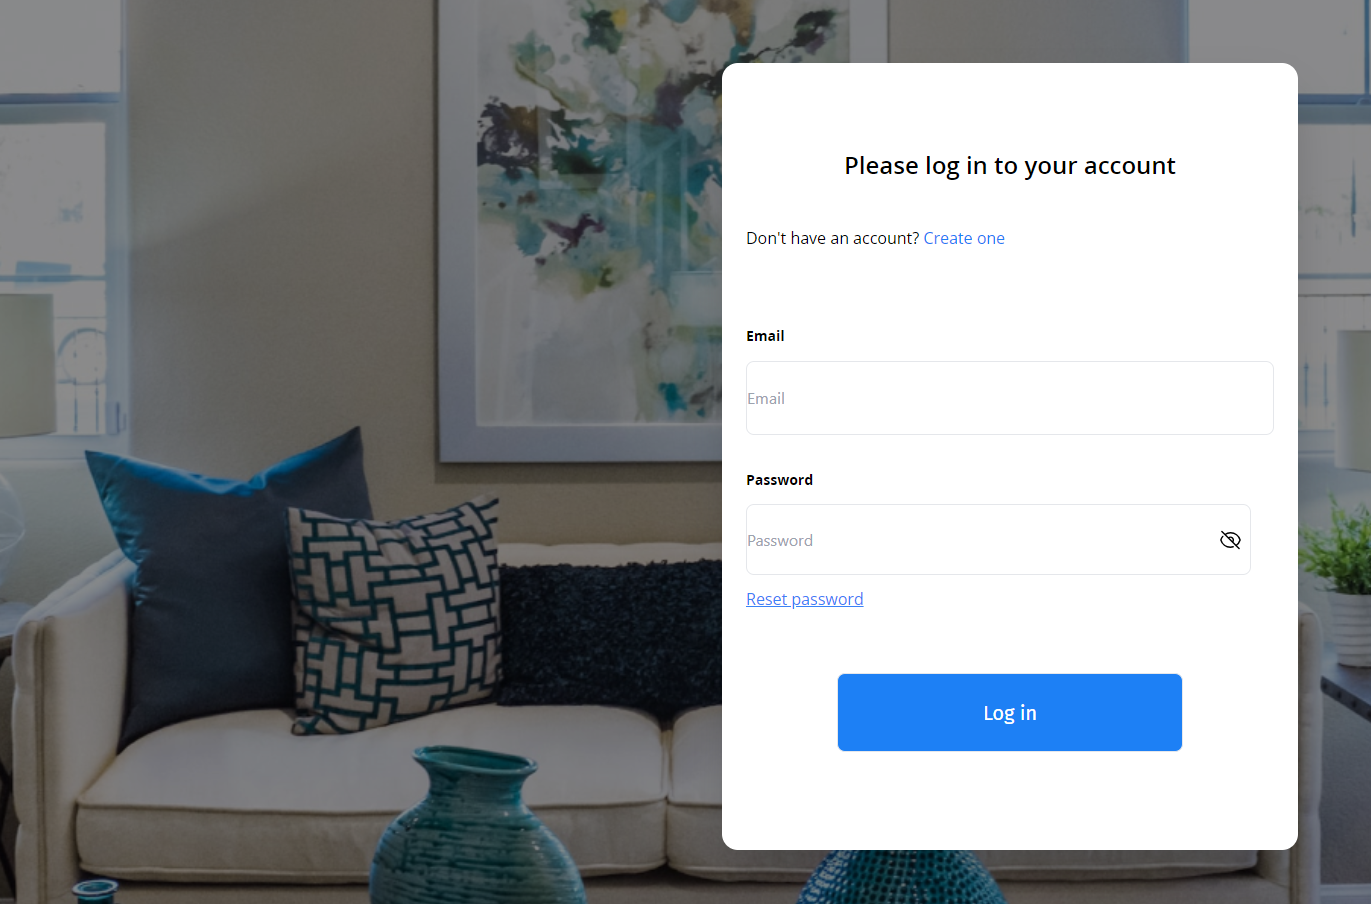 Please log in to your account
Don't have an account? Create one
Email
Email
Password
Password
Reset password
Log in